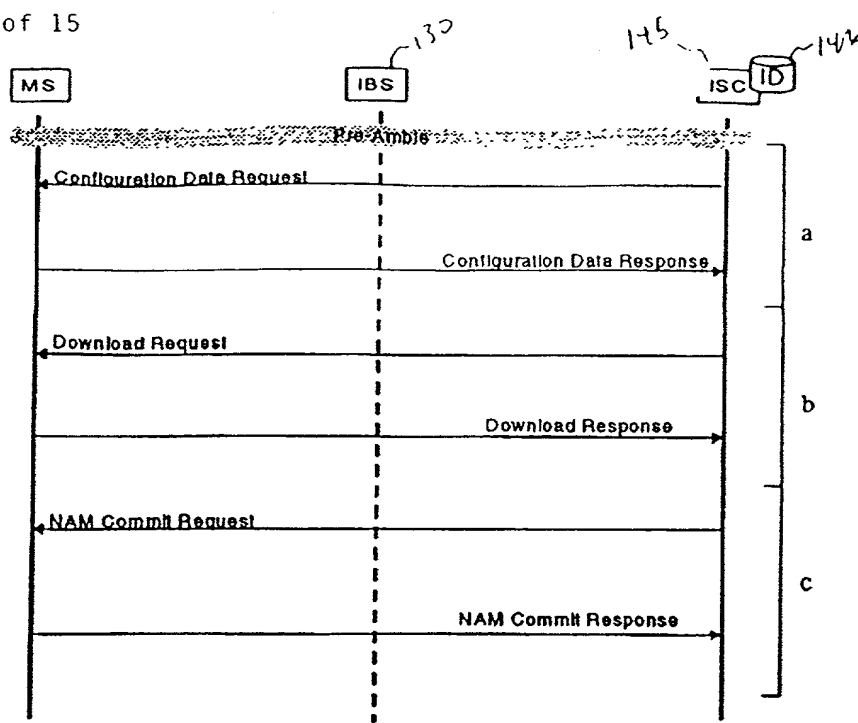 of 15
130
145
142
MS
IBS
ISC
ID
Pre-Amble
Configuration Data Request
a
Configuration Data Response
Download Request
b
Download Response
NAM Commit Request
c
NAM Commit Response